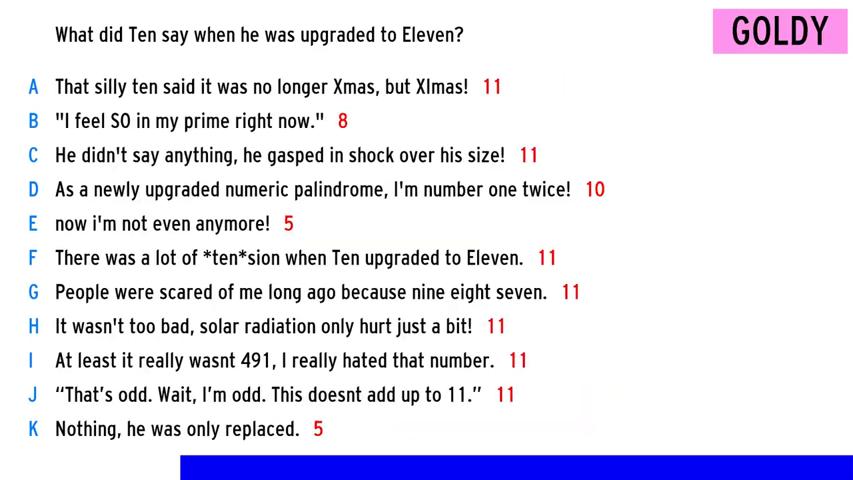 What did Ten say when he was upgraded to Eleven?
GOLDY
A That silly ten said it was no longer Xmas, but XImas! 11
B "I feel SO in my prime right now." 8
C He didn't say anything, he gasped in shock over his size! 11
D As a newly upgraded numeric palindrome, I'm number one twice! 10
E now i'm not even anymore! 5
F There was a lot of *ten*sion when Ten upgraded to Eleven. 11
G People were scared of me long ago because nine eight seven. 11
H It wasn't too bad, solar radiation only hurt just a bit! 11
I At least it really wasnt 491, I really hated that number. 11
J “That’s odd. Wait, I’m odd. This doesnt add up to 11.” 11
K Nothing, he was only replaced. 5